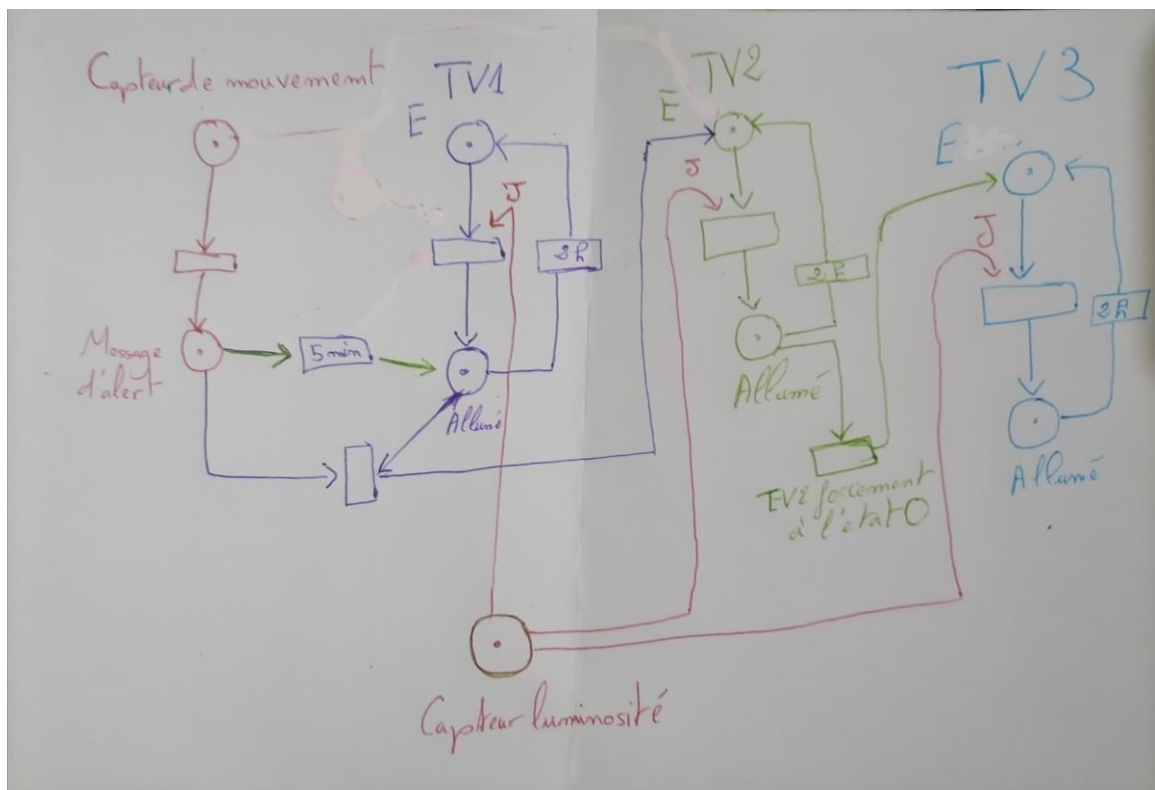 Capteur de mouvement
TV1
TV2
TV3
E
E
E
J
J
J
2h
2h
2h
Message
d'alert
5min
Allumé
Allumé
Allumé
TV2 forcement
à l'état 0
Capteur luminosité